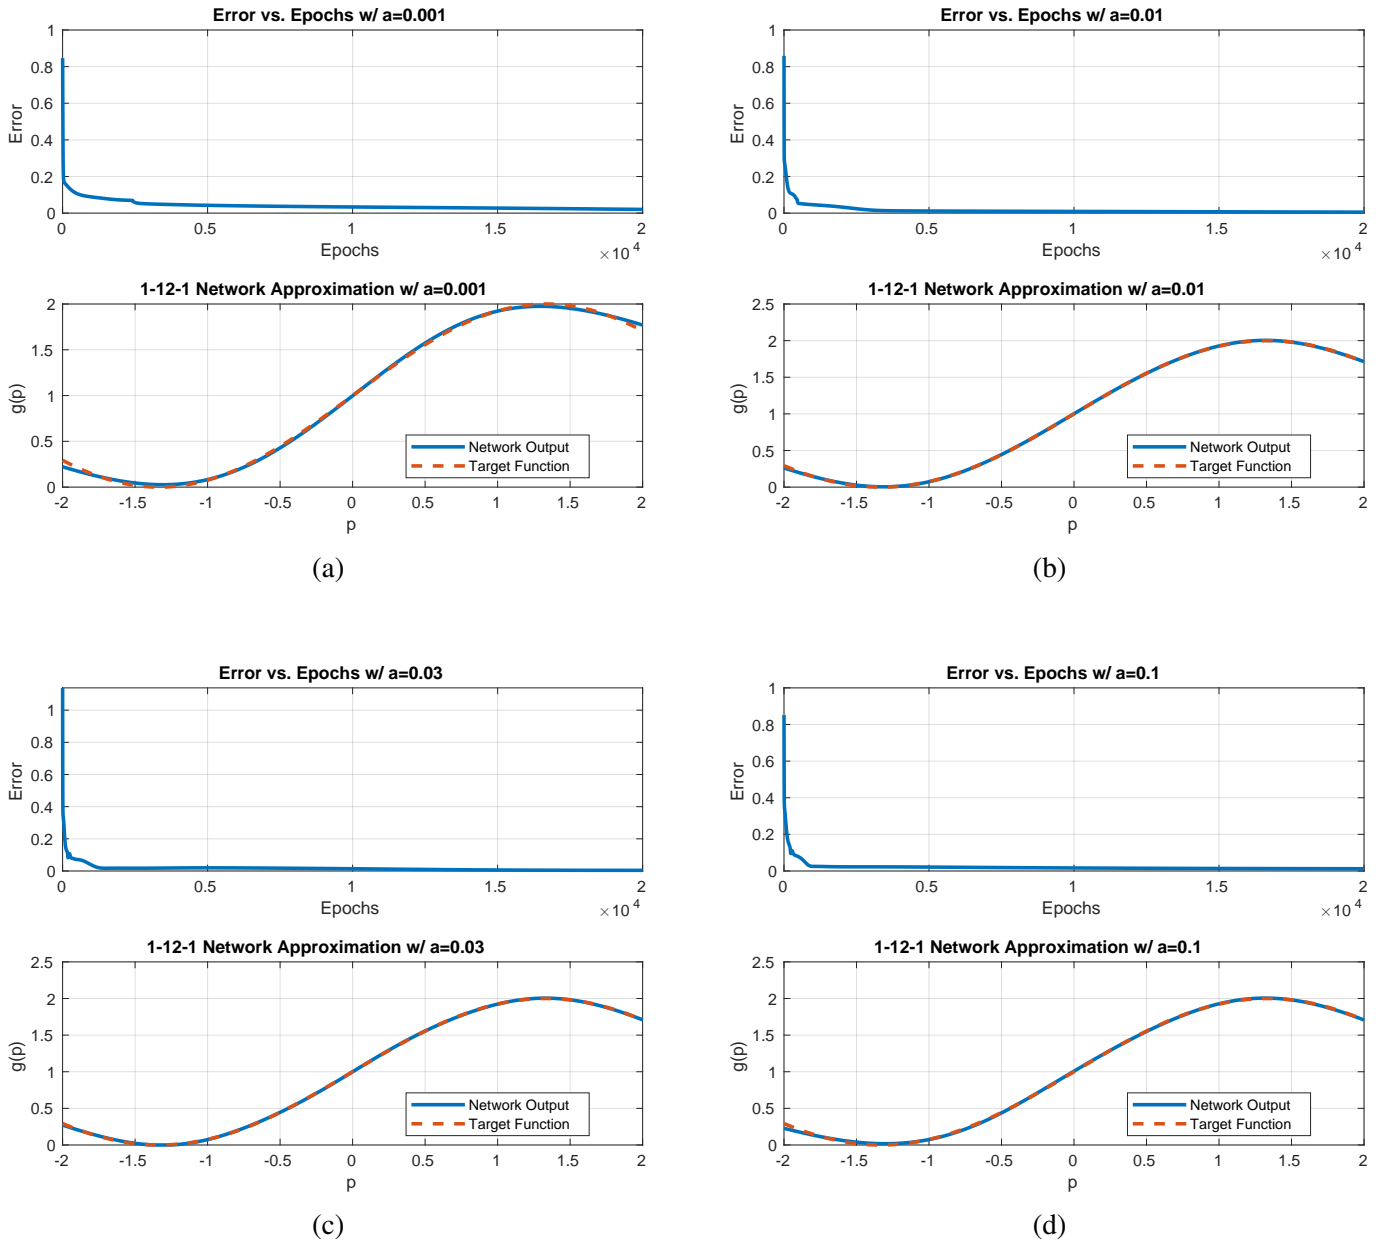 Error vs. Epochs w/ a=0.001
1
0.8
0.6
0.4
0.2
0
Error
0 0.5 1 1.5 2
Epochs
×10 4
1-12-1 Network Approximation w/ a=0.001
2
1.5
1
0.5
0
g(p)
Network Output
Target Function
-2 -1.5 -1 -0.5 0 0.5 1 1.5 2
p
(a)
Error vs. Epochs w/ a=0.01
1
0.8
0.6
0.4
0.2
0
Error
0 0.5 1 1.5 2
Epochs
×10 4
1-12-1 Network Approximation w/ a=0.01
2.5
2
1.5
1
0.5
0
g(p)
Network Output
Target Function
-2 -1.5 -1 -0.5 0 0.5 1 1.5 2
p
(b)
Error vs. Epochs w/ a=0.03
1
0.8
0.6
0.4
0.2
0
Error
0 0.5 1 1.5 2
Epochs
×10 4
1-12-1 Network Approximation w/ a=0.03
2.5
2
1.5
1
0.5
0
g(p)
Network Output
Target Function
-2 -1.5 -1 -0.5 0 0.5 1 1.5 2
p
(c)
Error vs. Epochs w/ a=0.1
1
0.8
0.6
0.4
0.2
0
Error
0 0.5 1 1.5 2
Epochs
×10 4
1-12-1 Network Approximation w/ a=0.1
2.5
2
1.5
1
0.5
0
g(p)
Network Output
Target Function
-2 -1.5 -1 -0.5 0 0.5 1 1.5 2
p
(d)